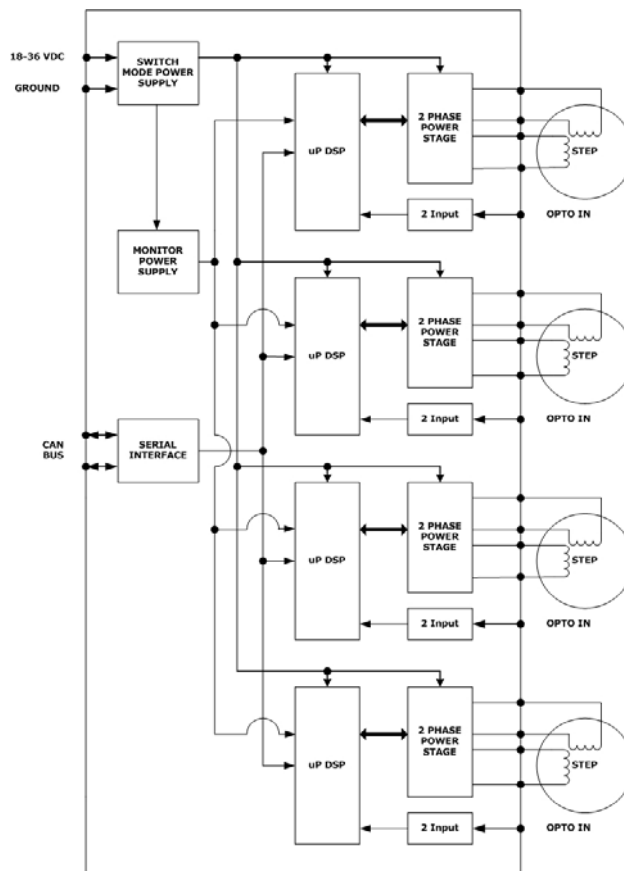 18-36 VDC
GROUND
SWITCH
MODE POWER
SUPPLY
uP DSP
2 PHASE
POWER
STAGE
STEP
2 Input
OPTO IN
MONITOR
POWER
SUPPLY
uP DSP
2 PHASE
POWER
STAGE
STEP
2 Input
OPTO IN
CAN
BUS
SERIAL
INTERFACE
uP DSP
2 PHASE
POWER
STAGE
STEP
2 Input
OPTO IN
uP DSP
2 PHASE
POWER
STAGE
STEP
2 Input
OPTO IN